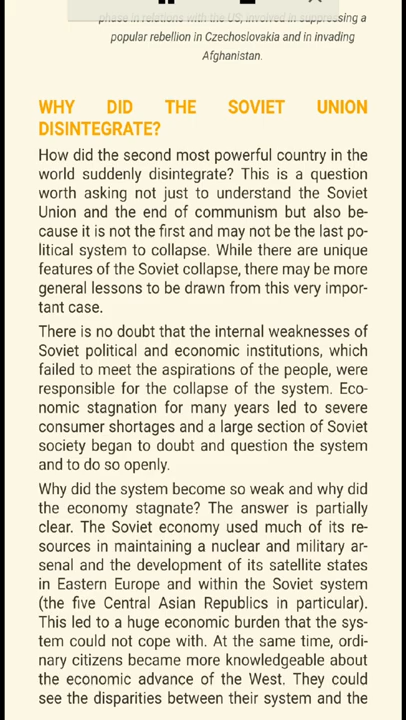 phase in relations with the US; involved in suppressing a
popular rebellion in Czechoslovakia and in invading
Afghanistan.
WHY DID THE SOVIET UNION
DISINTEGRATE?
How did the second most powerful country in the
world suddenly disintegrate? This is a question
worth asking not just to understand the Soviet
Union and the end of communism but also be-
cause it is not the first and may not be the last po-
litical system to collapse. While there are unique
features of the Soviet collapse, there may be more
general lessons to be drawn from this very impor-
tant case.
There is no doubt that the internal weaknesses of
Soviet political and economic institutions, which
failed to meet the aspirations of the people, were
responsible for the collapse of the system. Eco-
nomic stagnation for many years led to severe
consumer shortages and a large section of Soviet
society began to doubt and question the system
and to do so openly.
Why did the system become so weak and why did
the economy stagnate? The answer is partially
clear. The Soviet economy used much of its re-
sources in maintaining a nuclear and military ar-
senal and the development of its satellite states
in Eastern Europe and within the Soviet system
(the five Central Asian Republics in particular).
This led to a huge economic burden that the sys-
tem could not cope with. At the same time, ordi-
nary citizens became more knowledgeable about
the economic advance of the West. They could
see the disparities between their system and the